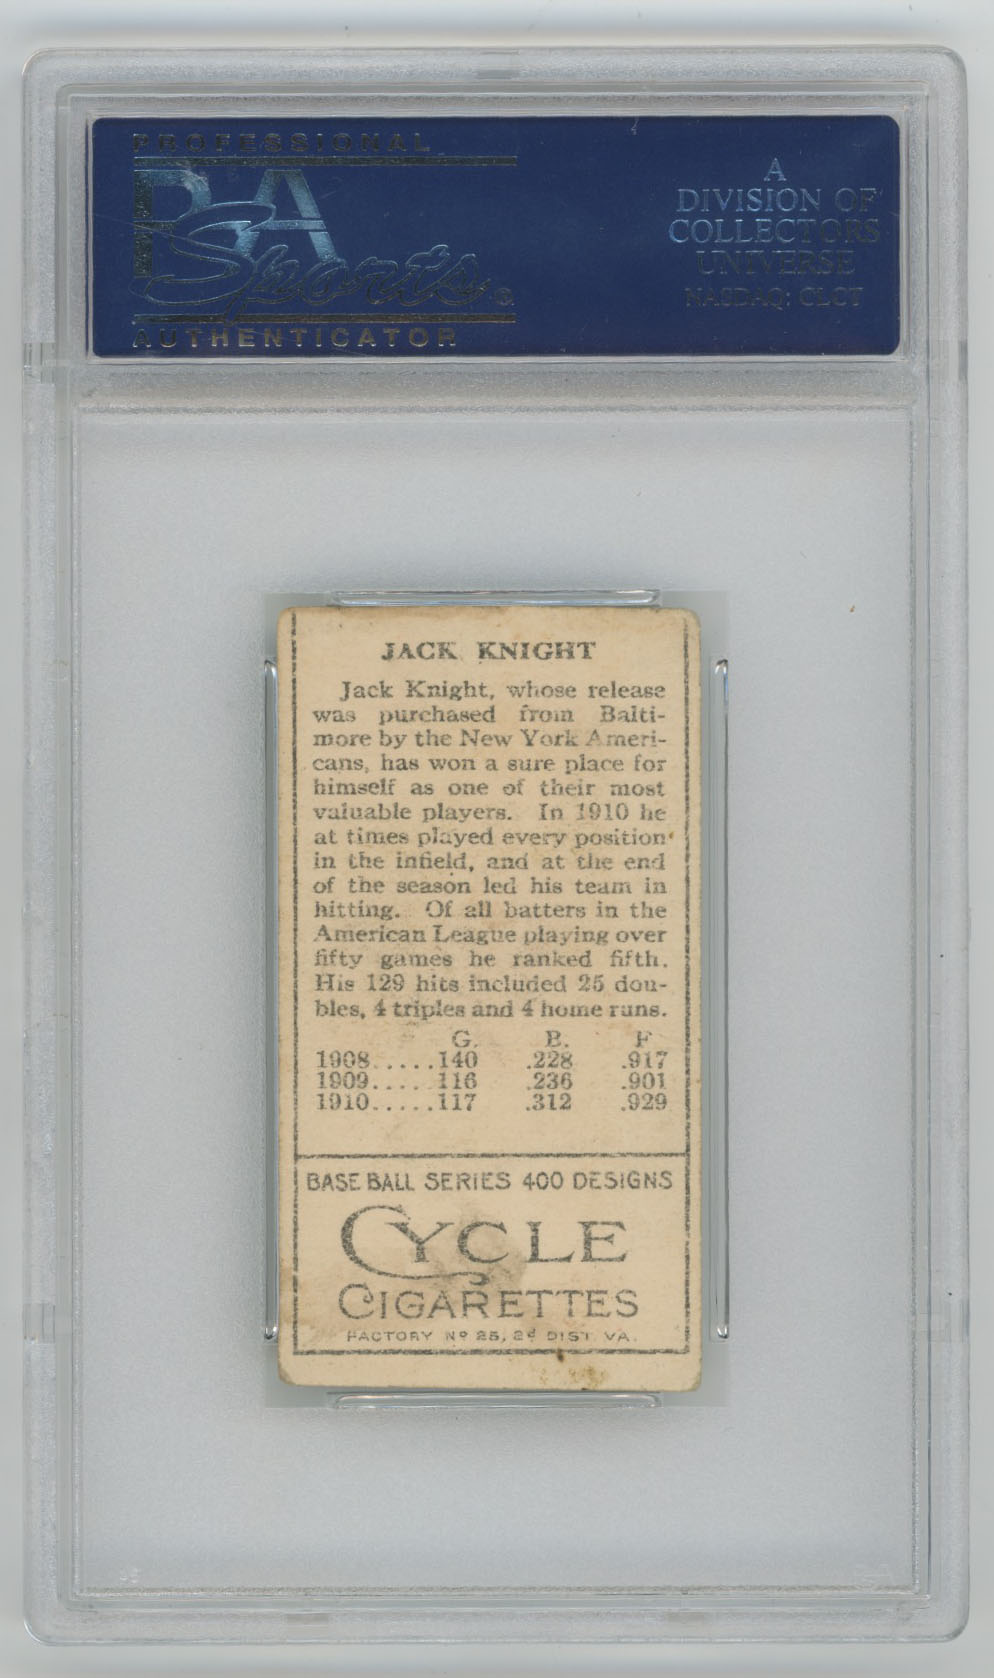 PROFESSIONAL
PSA
Sports
AUTHENTICATOR
A
DIVISION OF
COLLECTORS
UNIVERSE
NASDAQ: CLCT
JACK KNIGHT
Jack Knight, whose release
was purchased from Balti-
more by the New York Ameri-
cans, has won a sure place for
himself as one of their most
valuable players. In 1910 he
at times played every position
in the infield, and at the end
of the season led his team in
hitting. Of all batters in the
American League playing over
fifty games he ranked fifth.
His 129 hits included 25 dou-
bles, 4 triples and 4 home runs.
G. B. F
1908.....140 .228 .917
1909.....116 .236 .901
1910.....117 .312 .929
BASE BALL SERIES 400 DESIGNS
CYCLE
CIGARETTES
FACTORY Nº 25, 2d DIST. VA.